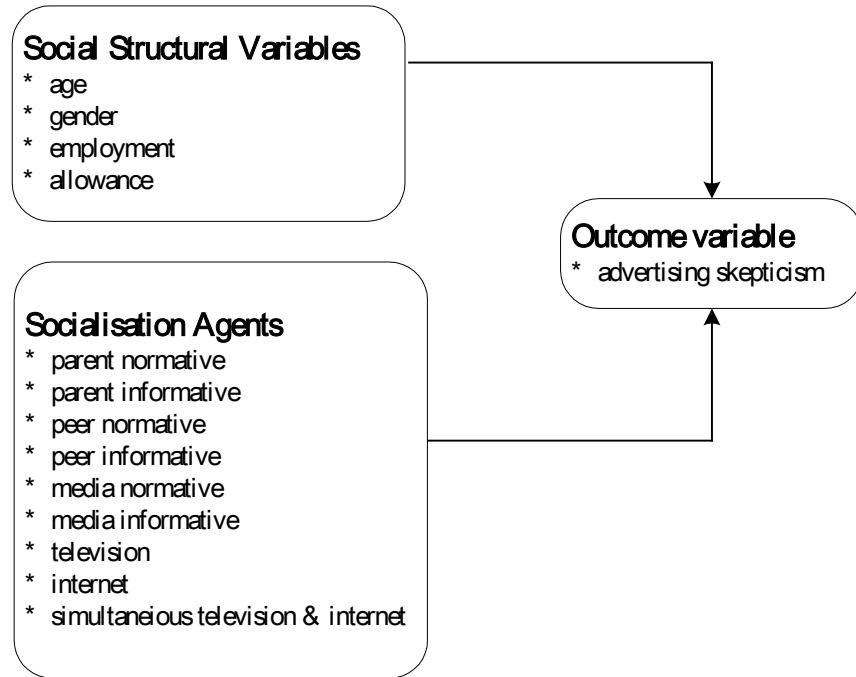 Social Structural Variables
* age
* gender
* employment
* allowance
Outcome variable
* advertising skepticism
Socialisation Agents
* parent normative
* parent informative
* peer normative
* peer informative
* media normative
* media informative
* television
* internet
* simultaneious television & internet